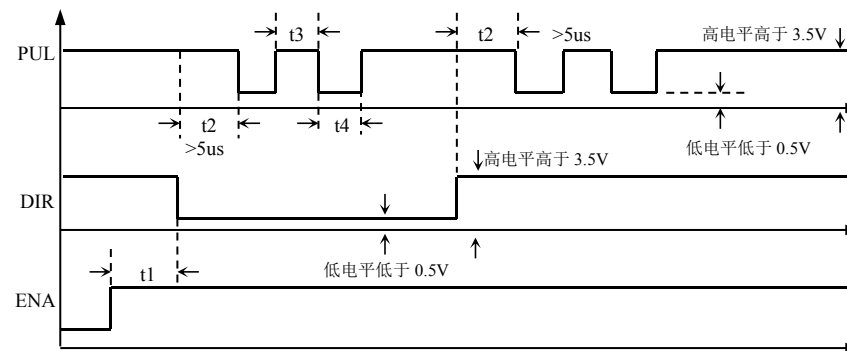 PUL
t3
t2
>5us
高电平高于 3.5V
t2
>5us
t4
低电平低于 0.5V
DIR
高电平高于 3.5V
低电平低于 0.5V
ENA
t1